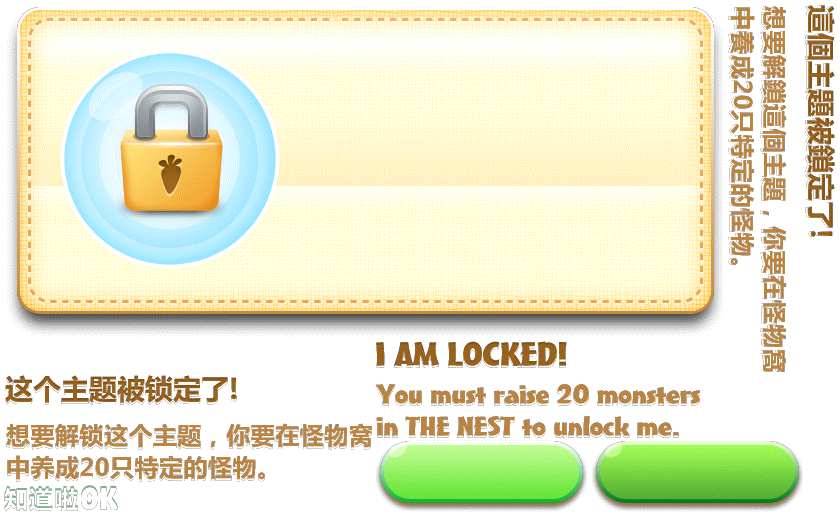 這個主題被鎖定了!
想要解鎖這個主題，你要在怪物窩
中養成20只特定的怪物。
I AM LOCKED!
You must raise 20 monsters
in THE NEST to unlock me.
这个主题被锁定了!
想要解锁这个主题，你要在怪物窝
中养成20只特定的怪物。
知道啦OK